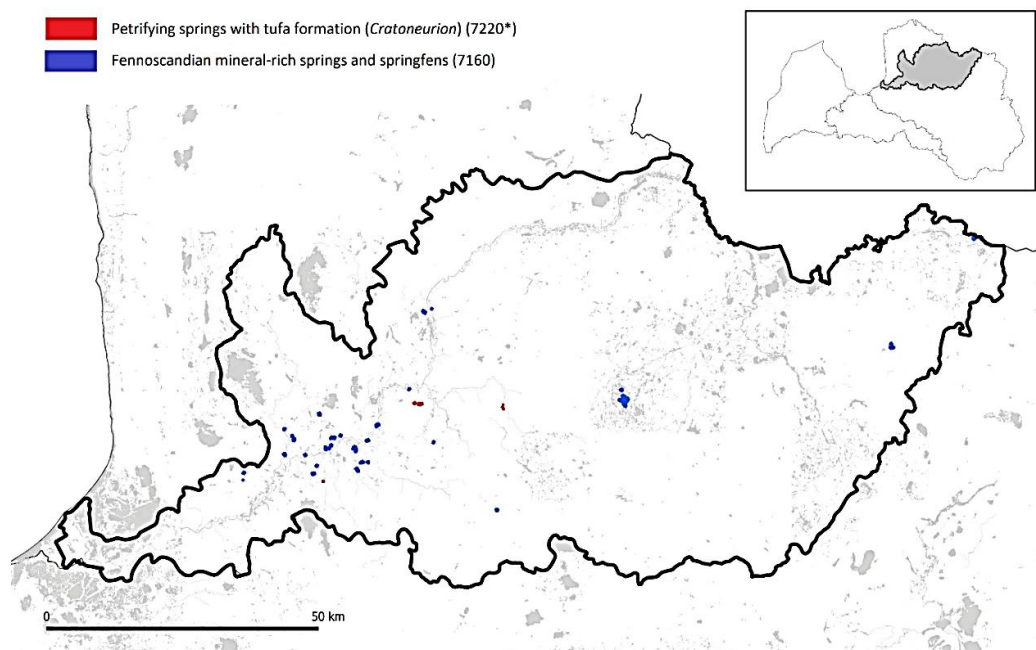 Petrifying springs with tufa formation (Cratoneurion) (7220*)
Fennoscandian mineral-rich springs and springfens (7160)
0 50 km